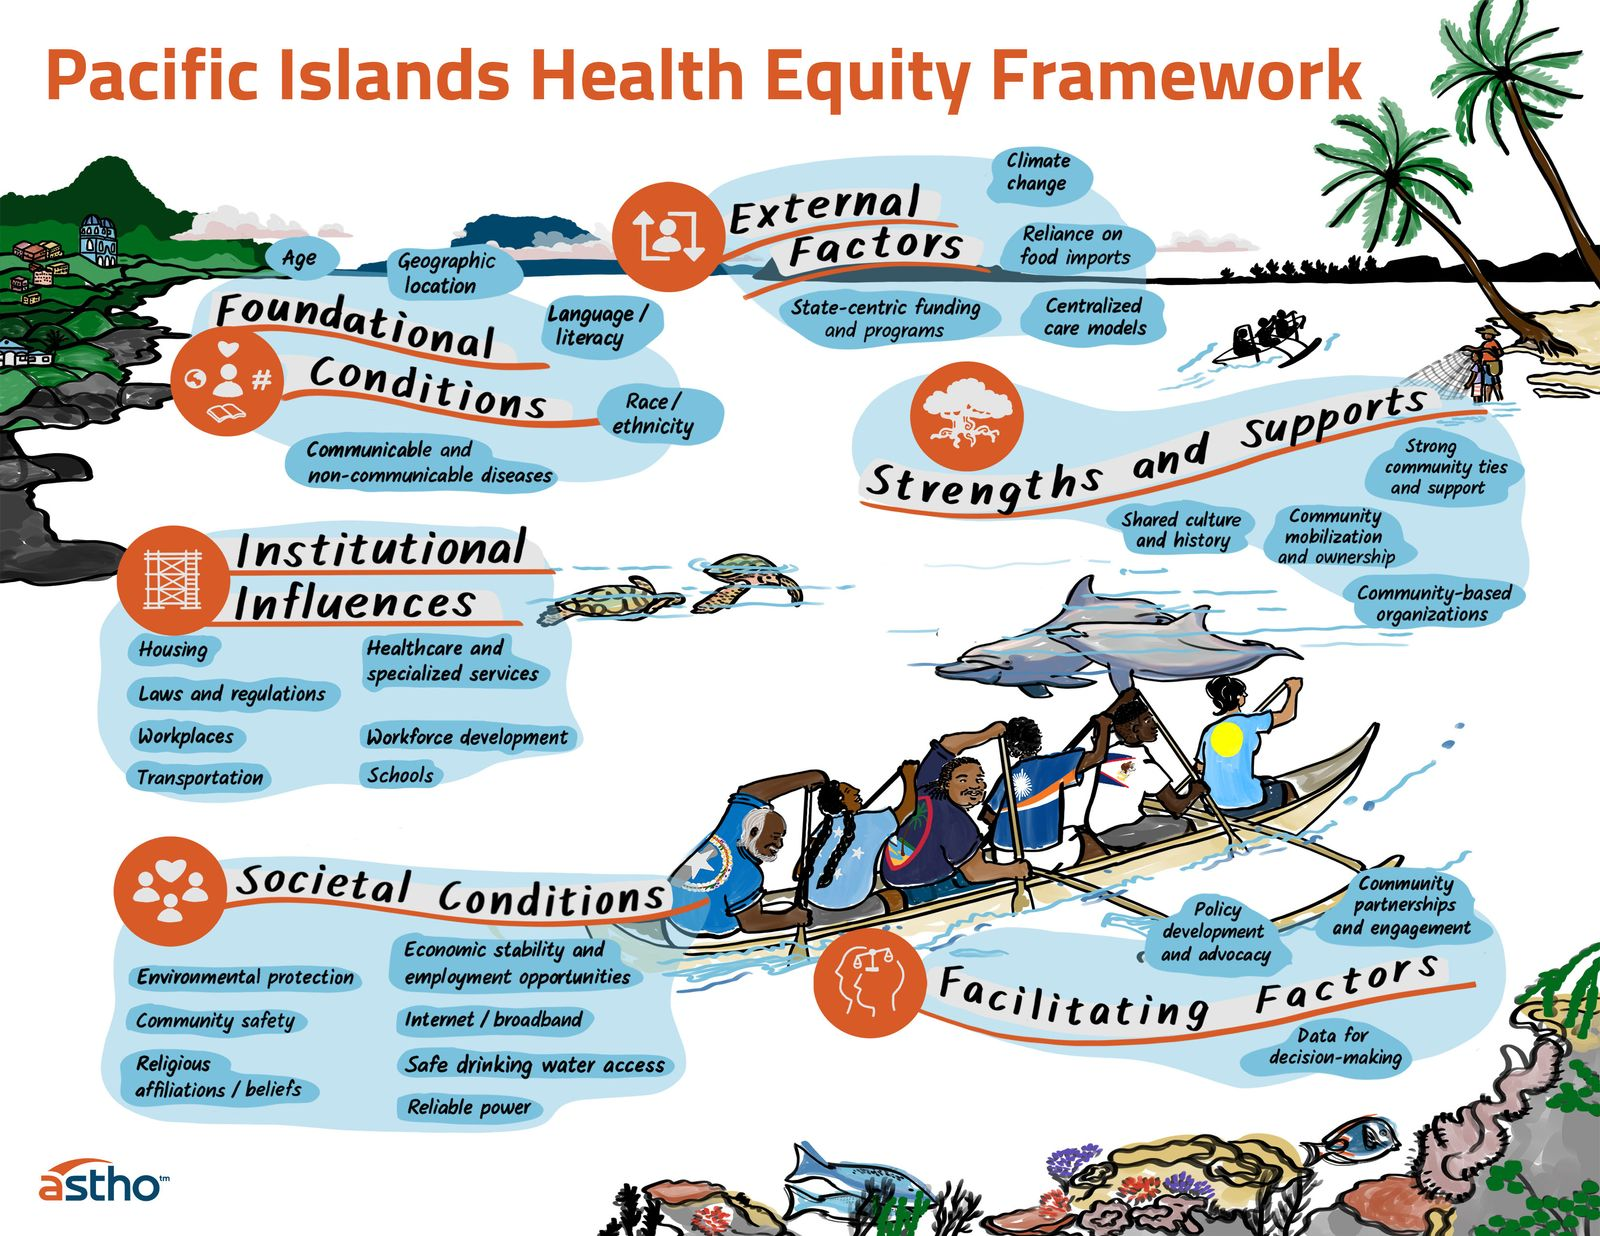 Pacific Islands Health Equity Framework
External
Factors
Climate
change
Reliance on
food imports
State-centric funding
and programs
Centralized
care models
Foundational
Conditions
Age
Geographic
location
Language /
literacy
Race /
ethnicity
#
Communicable and
non-communicable diseases
Strengths and Supports
Strong
community ties
and support
Shared culture
and history
Community
mobilization
and ownership
Community-based
organizations
Institutional
Influences
Housing
Laws and regulations
Workplaces
Transportation
Healthcare and
specialized services
Workforce development
Schools
Societal Conditions
Environmental protection
Community safety
Religious
affiliations / beliefs
Economic stability and
employment opportunities
Internet / broadband
Safe drinking water access
Reliable power
Facilitating Factors
Policy
development
and advocacy
Community
partnerships
and engagement
Data for
decision-making
astho™